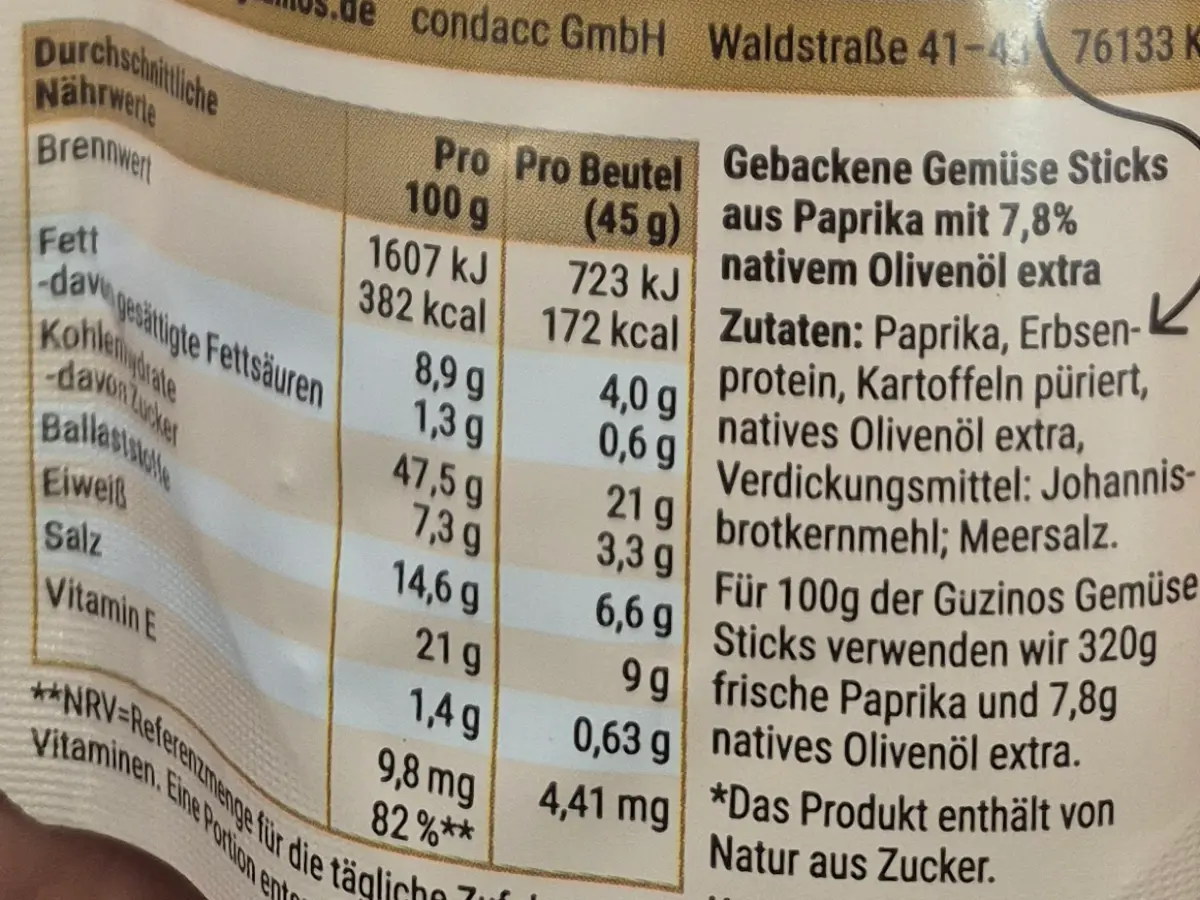 condacc GmbH Waldstraße 41-43 76133
Durchschnittliche
Nährwerte
Pro
100 g
Pro Beutel
(45 g)
Brennwert
1607 kJ
382 kcal
723 kJ
172 kcal
Fett
8,9 g
4,0 g
-davon gesättigte Fettsäuren
1,3 g
0,6 g
Kohlenhydrate
47,5 g
21 g
-davon Zucker
7,3 g
3,3 g
Ballaststoffe
14,6 g
6,6 g
Eiweiß
21 g
9 g
Salz
1,4 g
0,63 g
Vitamin E
9,8 mg
82 %**
4,41 mg
**NRV=Referenzmenge für die tägliche
Vitaminen. Eine Portion
Gebackene Gemüse Sticks
aus Paprika mit 7,8%
nativem Olivenöl extra
Zutaten: Paprika, Erbsen-
protein, Kartoffeln püriert,
natives Olivenöl extra,
Verdickungsmittel: Johannis-
brotkernmehl; Meersalz.
Für 100g der Guzinos Gemüse
Sticks verwenden wir 320g
frische Paprika und 7,8g
natives Olivenöl extra.
*Das Produkt enthält von
Natur aus Zucker.